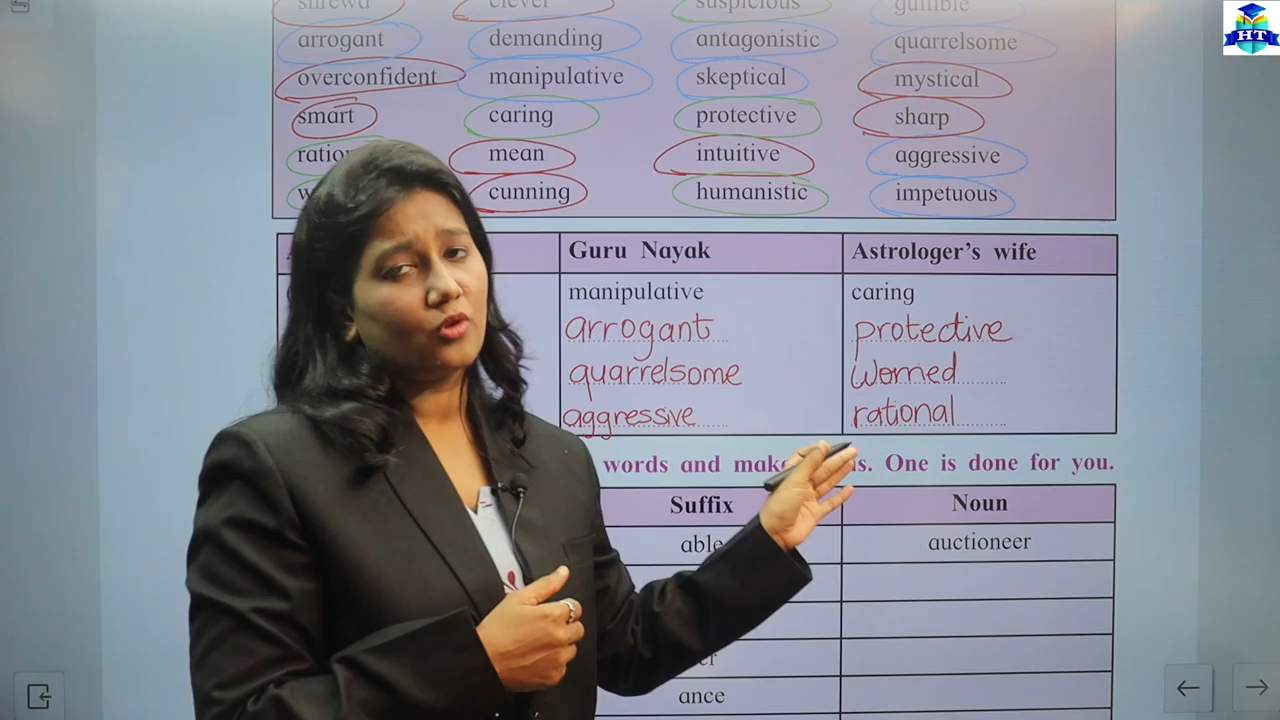 shrewd clever suspicious gullible
arrogant demanding antagonistic quarrelsome
overconfident manipulative skeptical mystical
smart caring protective sharp
mean intuitive aggressive
cunning humanistic impetuous
Guru Nayak Astrologer's wife
manipulative caring
arrogant protective
quarrelsome Worried
aggressive rational
words and make One is done for you.
Suffix Noun
able auctioneer
ance
HT